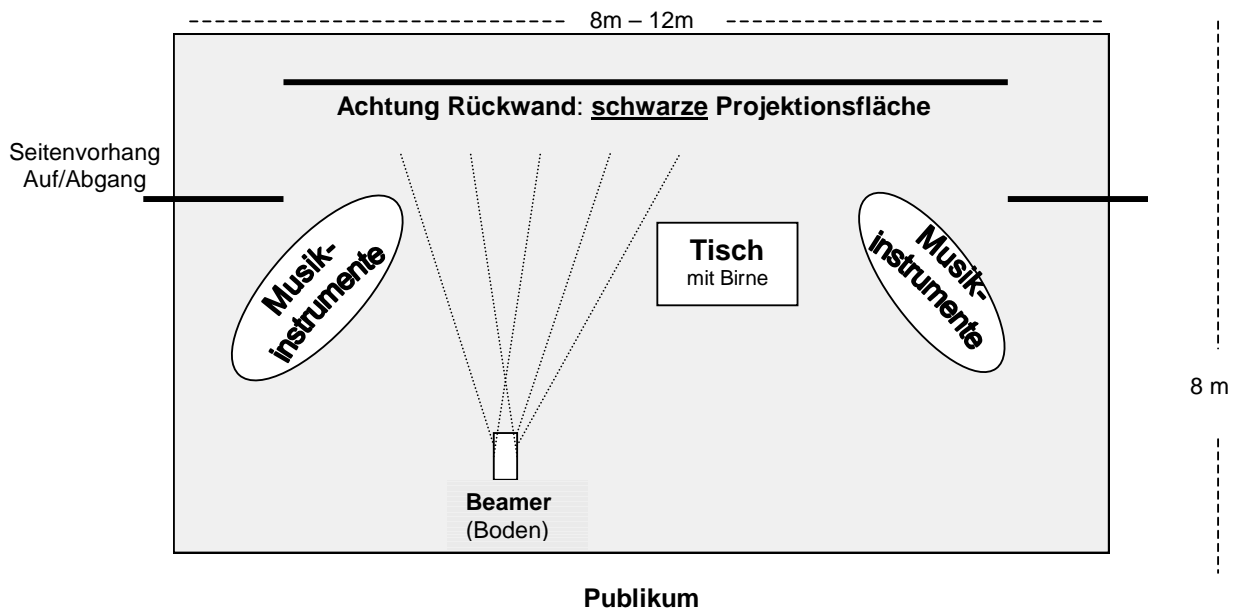 8m – 12m
Achtung Rückwand: schwarze Projektionsfläche
Seitenvorhang
Auf/Abgang
Musik-
instrumente
Tisch
mit Birne
Musik-
instrumente
8 m
Beamer
(Boden)
Publikum